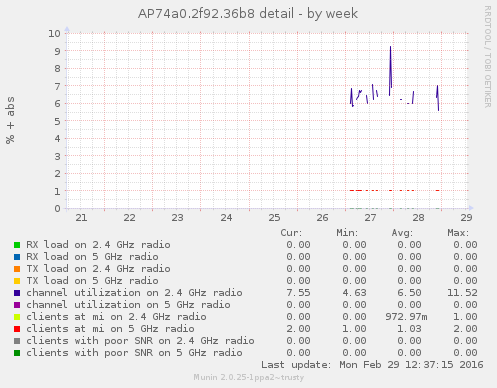 AP74a0.2f92.36b8 detail - by week
RRDTOOL / TOBI OETIKER
% + abs
10
9
8
7
6
5
4
3
2
1
0
21 22 23 24 25 26 27 28 29
Cur: Min: Avg: Max:
RX load on 2.4 GHz radio 0.00 0.00 0.00 0.00
RX load on 5 GHz radio 0.00 0.00 0.00 0.00
TX load on 2.4 GHz radio 0.00 0.00 0.00 0.00
TX load on 5 GHz radio 0.00 0.00 0.00 0.00
channel utilization on 2.4 GHz radio 7.55 4.63 6.50 11.52
channel utilization on 5 GHz radio 0.00 0.00 0.00 0.00
clients at mi on 2.4 GHz radio 0.00 0.00 972.97m 1.00
clients at mi on 5 GHz radio 2.00 1.00 1.03 2.00
clients with poor SNR on 2.4 GHz radio 0.00 0.00 0.00 0.00
clients with poor SNR on 5 GHz radio 0.00 0.00 0.00 0.00
Last update: Mon Feb 29 12:37:15 2016
Munin 2.0.25-1ppa2~trusty